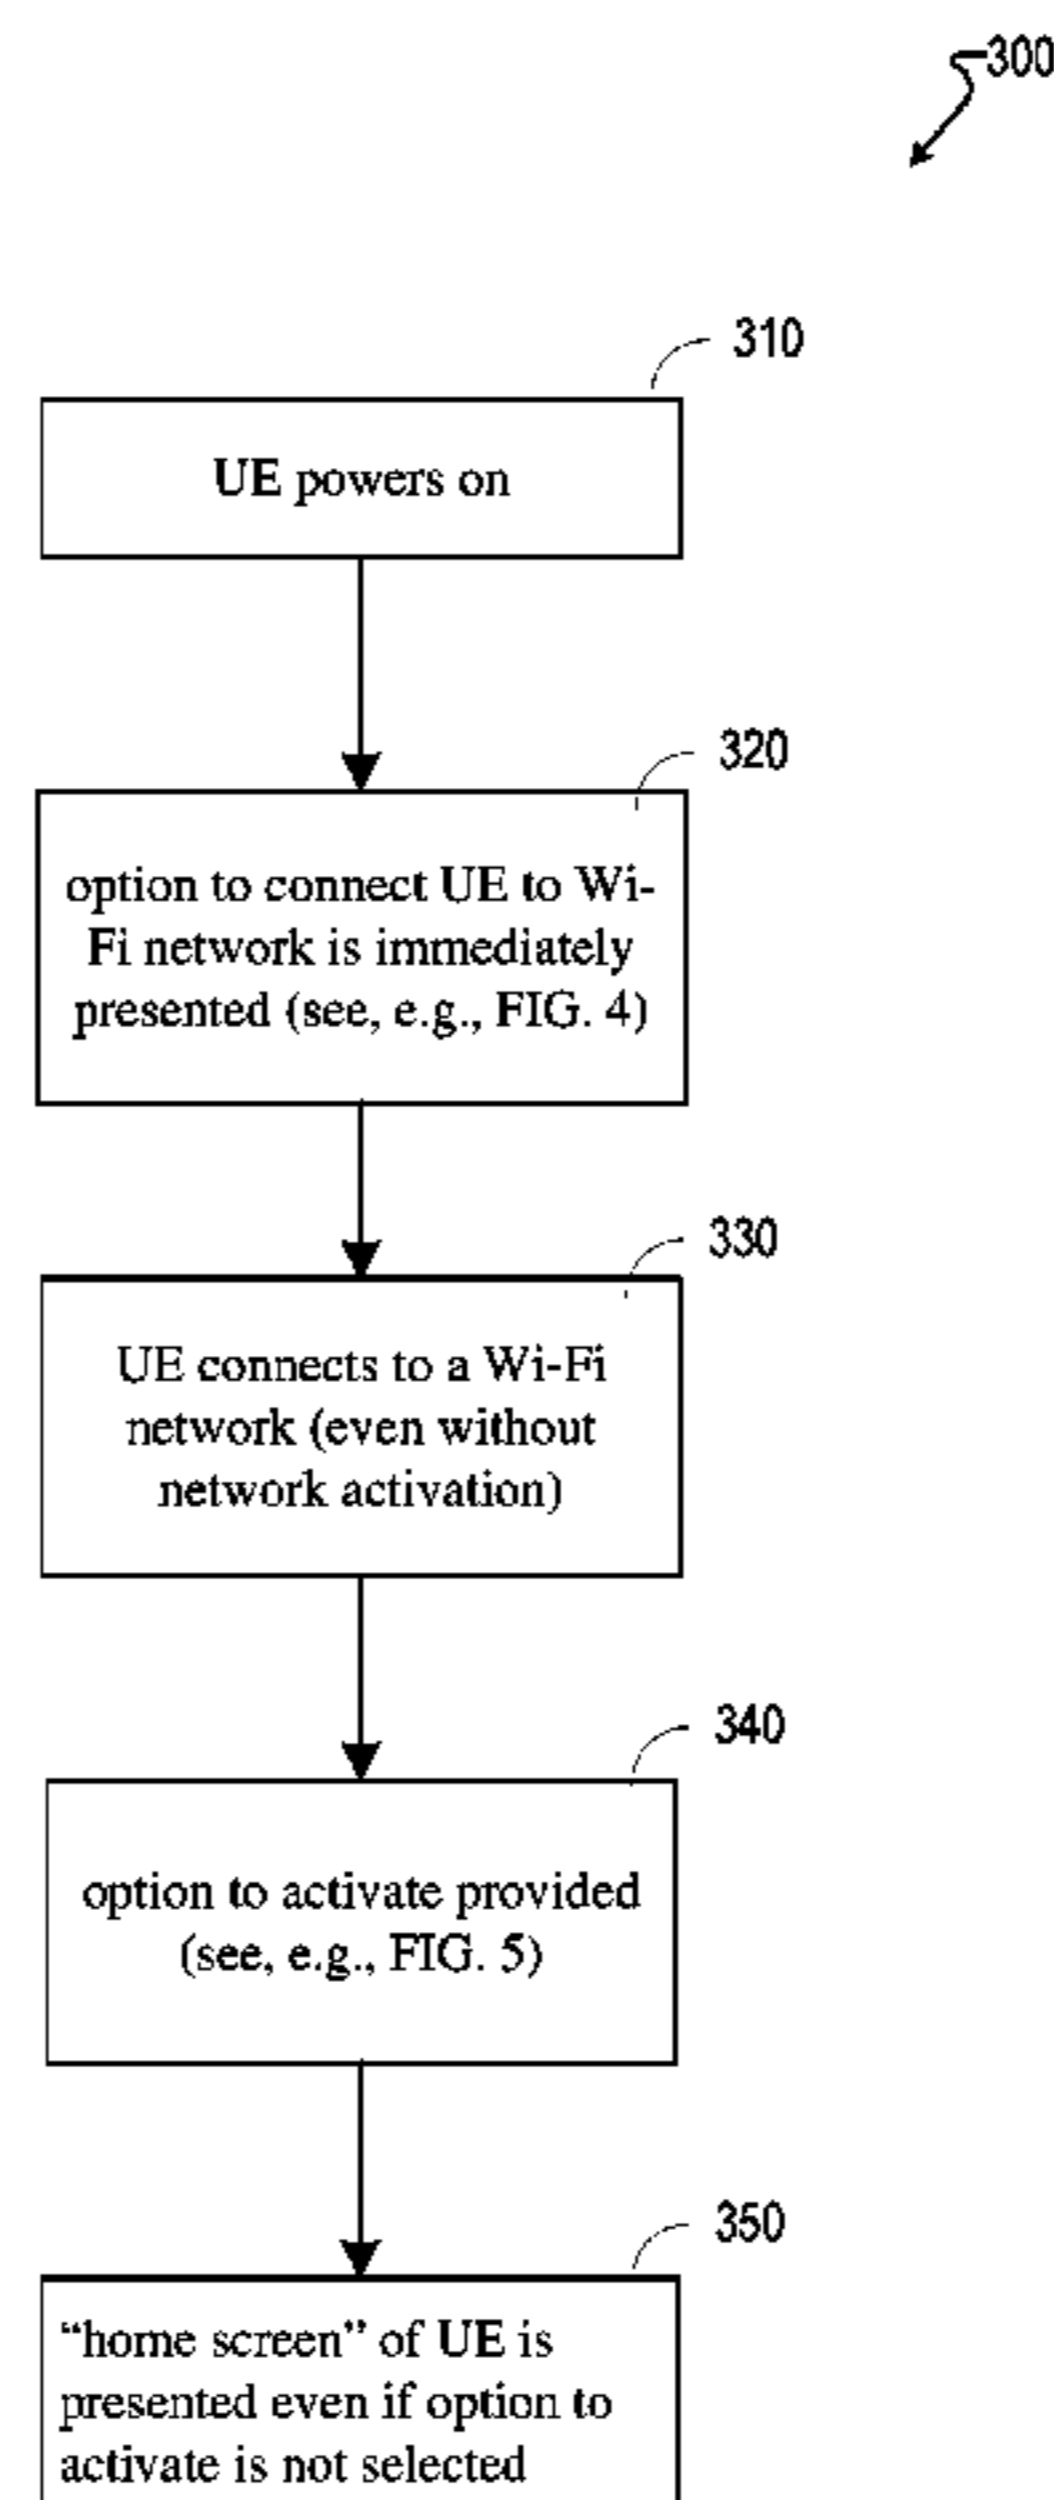 300
310
UE powers on
320
option to connect UE to Wi-
Fi network is immediately
presented (see, e.g., FIG. 4)
330
UE connects to a Wi-Fi
network (even without
network activation)
340
option to activate provided
(see, e.g., FIG. 5)
350
“home screen” of UE is
presented even if option to
activate is not selected